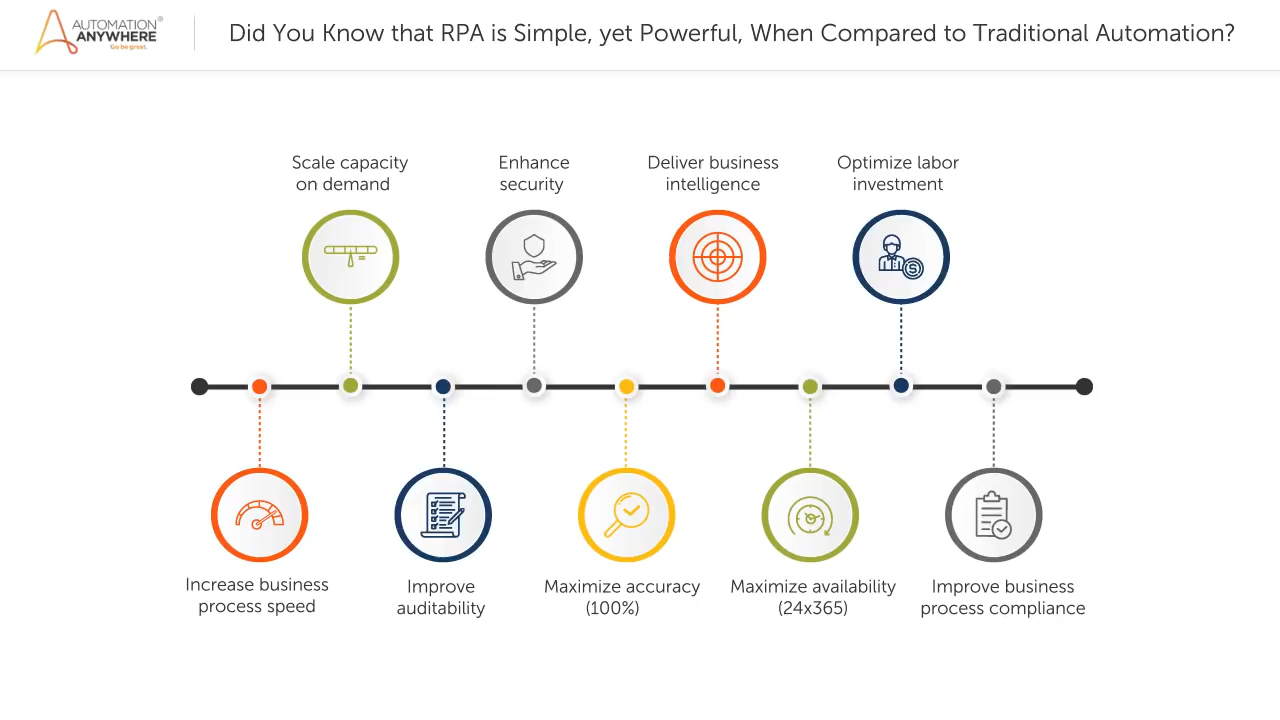 AUTOMATION
ANYWHERE®
Go be great.
Did You Know that RPA is Simple, yet Powerful, When Compared to Traditional Automation?
Scale capacity
on demand
Enhance
security
Deliver business
intelligence
Optimize labor
investment
Increase business
process speed
Improve
auditability
Maximize accuracy
(100%)
Maximize availability
(24x365)
Improve business
process compliance